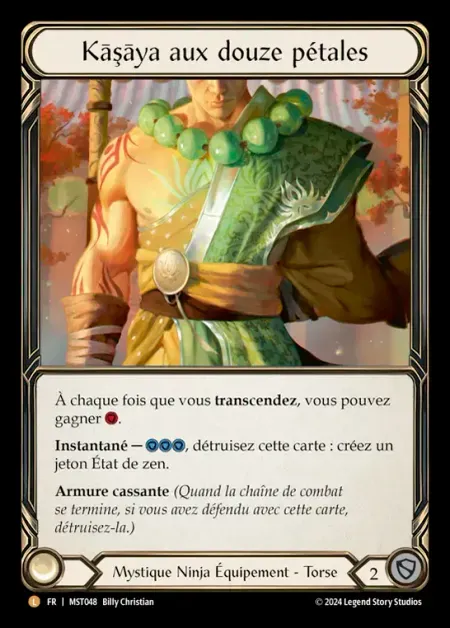 Kāṣāya aux douze pétales
À chaque fois que vous transcendez, vous pouvez
gagner .
Instantané — , détruisez cette carte : créez un
jeton État de zen.
Armure cassante (Quand la chaîne de combat
se termine, si vous avez défendu avec cette carte,
détruisez-la.)
Mystique Ninja Équipement - Torse
2
L FR | MST048 Billy Christian
© 2024 Legend Story Studios